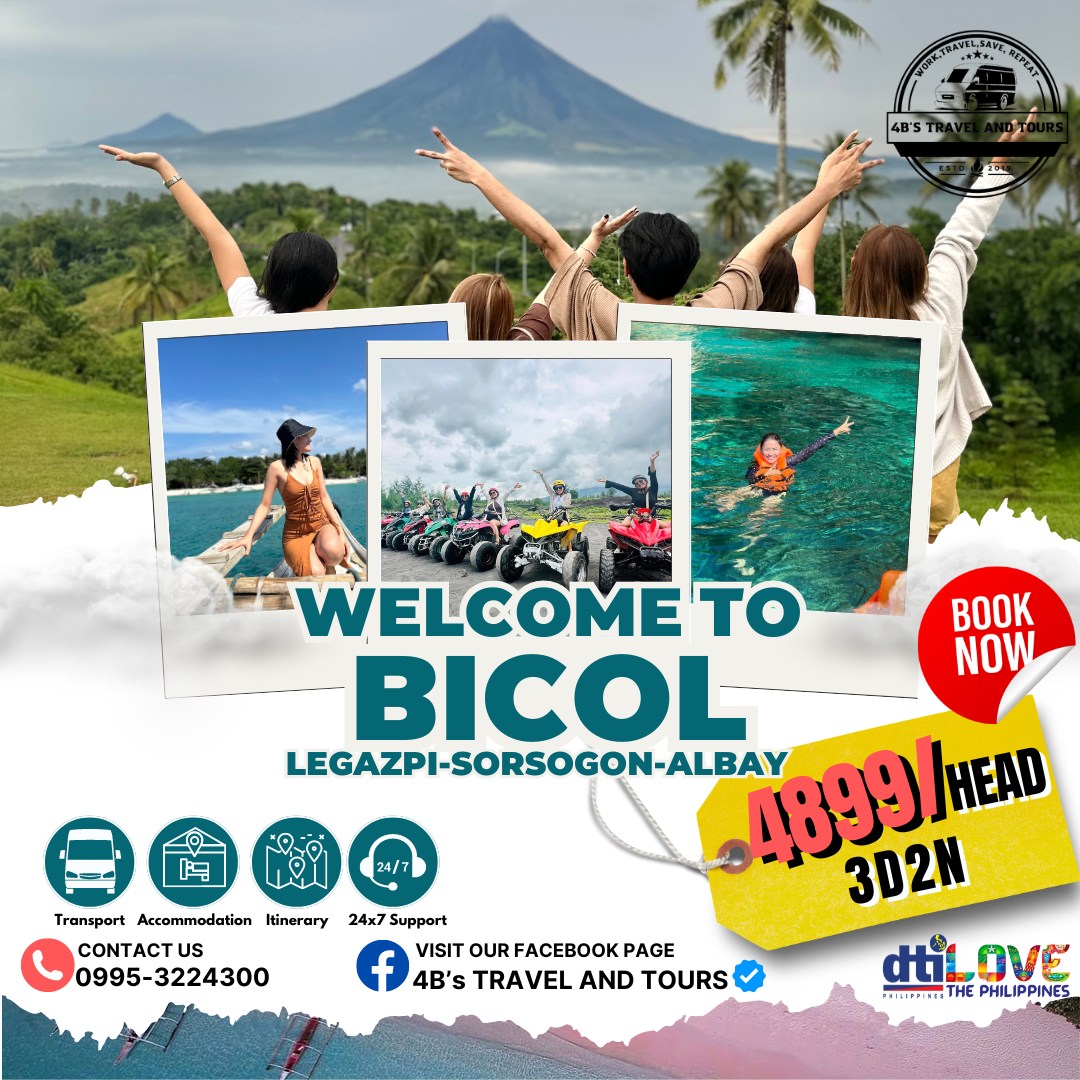 WORK,TRAVEL,SAVE, REPEAT
4B'S TRAVEL AND TOURS
ESTD 2018
WELCOME TO
BICOL
LEGAZPI-SORSOGON-ALBAY
BOOK
NOW
4899/HEAD
3D2N
24/7
Transport Accommodation Itinerary 24x7 Support
CONTACT US
0995-3224300
VISIT OUR FACEBOOK PAGE
4B's TRAVEL AND TOURS
dti
PHILIPPINES
LOVE
THE PHILIPPINES